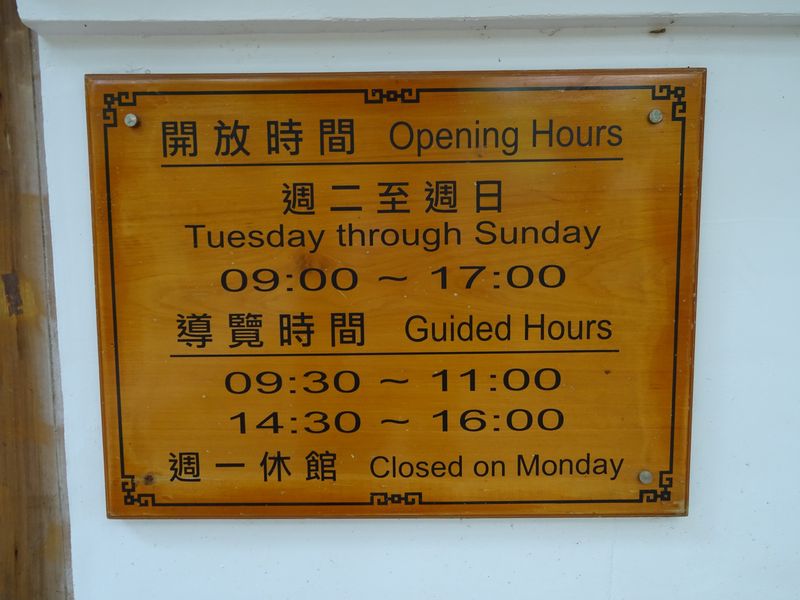 開放時間 Opening Hours
週二至週日
Tuesday through Sunday
09:00 ~ 17:00
導覽時間 Guided Hours
09:30 ~ 11:00
14:30 ~ 16:00
週一休館 Closed on Monday